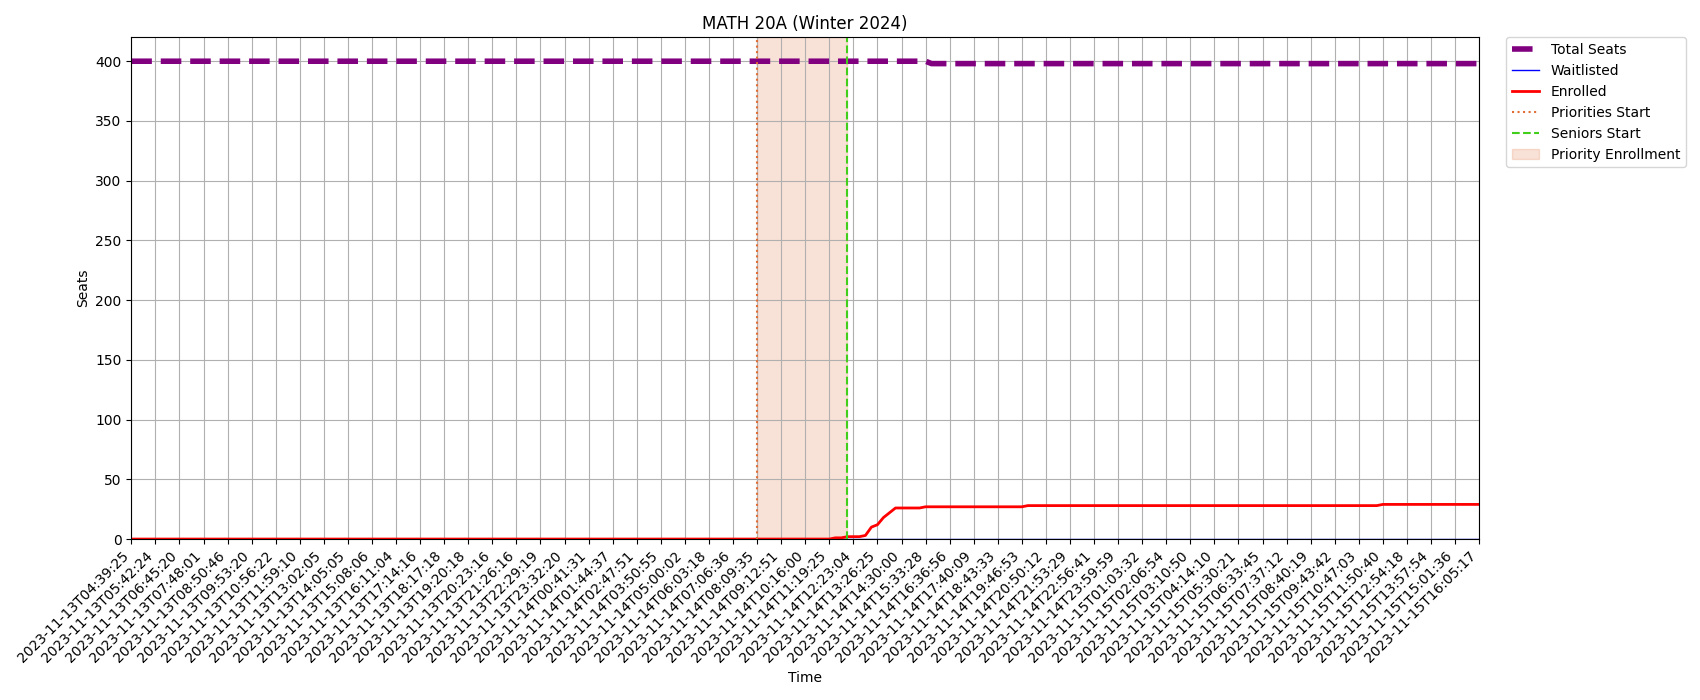 MATH 20A (Winter 2024)
400
350
300
250
200
150
100
50
0
Seats
Total Seats
Waitlisted
Enrolled
Priorities Start
Seniors Start
Priority Enrollment
2023-11-13T04:39:25
2023-11-13T05:42:24
2023-11-13T06:45:20
2023-11-13T07:48:01
2023-11-13T08:50:46
2023-11-13T09:53:20
2023-11-13T10:56:22
2023-11-13T11:59:10
2023-11-13T13:02:05
2023-11-13T14:05:05
2023-11-13T15:08:06
2023-11-13T16:11:04
2023-11-13T17:14:16
2023-11-13T18:17:18
2023-11-13T19:20:18
2023-11-13T20:23:16
2023-11-13T21:26:16
2023-11-13T22:29:19
2023-11-13T23:32:20
2023-11-14T00:41:31
2023-11-14T01:44:37
2023-11-14T02:47:51
2023-11-14T03:50:55
2023-11-14T05:00:02
2023-11-14T06:03:18
2023-11-14T07:06:36
2023-11-14T08:09:35
2023-11-14T09:12:51
2023-11-14T10:16:00
2023-11-14T11:19:25
2023-11-14T12:23:04
2023-11-14T13:26:25
2023-11-14T14:30:00
2023-11-14T15:33:28
2023-11-14T16:36:56
2023-11-14T17:40:09
2023-11-14T18:43:33
2023-11-14T19:46:53
2023-11-14T20:50:12
2023-11-14T21:53:29
2023-11-14T22:56:41
2023-11-14T23:59:59
2023-11-15T01:03:32
2023-11-15T02:06:54
2023-11-15T03:10:50
2023-11-15T04:14:10
2023-11-15T05:30:21
2023-11-15T06:33:45
2023-11-15T07:37:12
2023-11-15T08:40:19
2023-11-15T09:43:42
2023-11-15T10:47:03
2023-11-15T11:50:40
2023-11-15T12:54:18
2023-11-15T13:57:54
2023-11-15T15:01:36
2023-11-15T16:05:17
Time